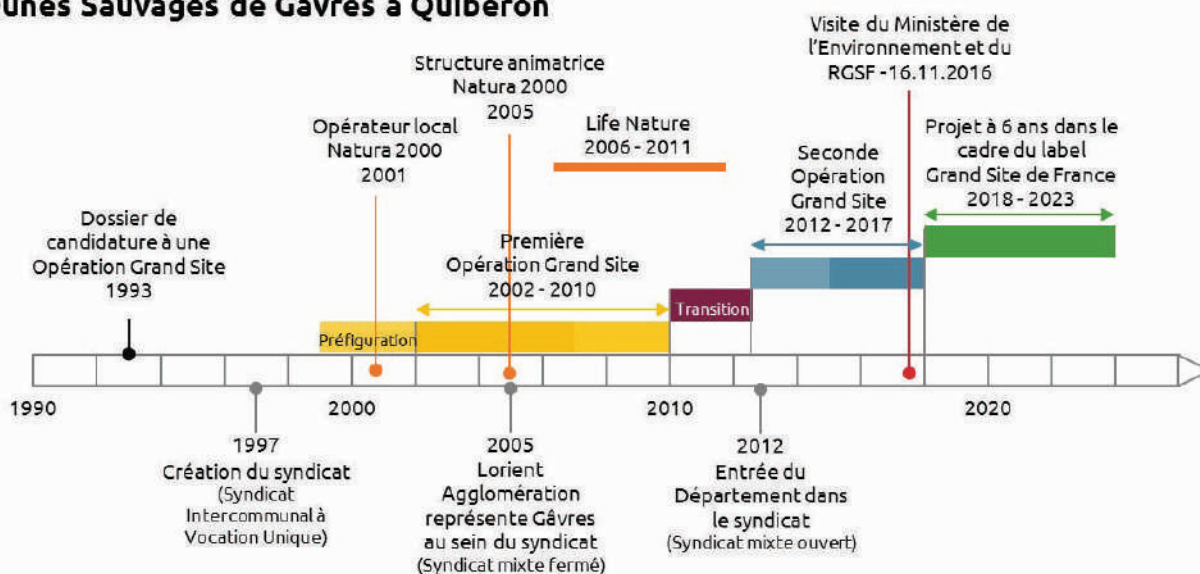 Dunes Sauvages de Gâvres à Quiberon
Visite du Ministère de
l'Environnement et du
RGSF -16.11.2016
Structure animatrice
Natura 2000
2005
Opérateur local
Natura 2000
2001
Life Nature
2006 - 2011
Projet à 6 ans dans le
cadre du label
Grand Site de France
2018 - 2023
Seconde
Opération
Grand Site
2012 - 2017
Dossier de
candidature à une
Opération Grand Site
1993
Première
Opération Grand Site
2002 - 2010
Transition
Préfiguration
1990
2000
2010
2020
1997
Création du syndicat
(Syndicat
Intercommunal à
Vocation Unique)
2005
Lorient
Agglomération
représente Gâvres
au sein du syndicat
(Syndicat mixte fermé)
2012
Entrée du
Département dans
le syndicat
(Syndicat mixte ouvert)